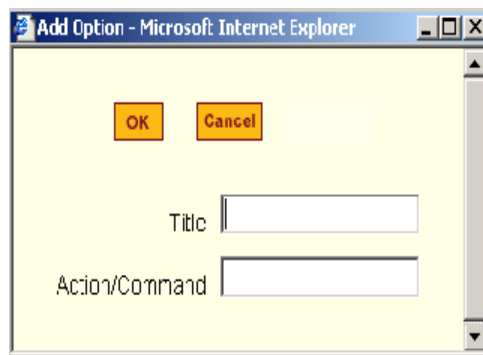 Add Option - Microsoft Internet Explorer
OK Cancel
Title
Action/Command